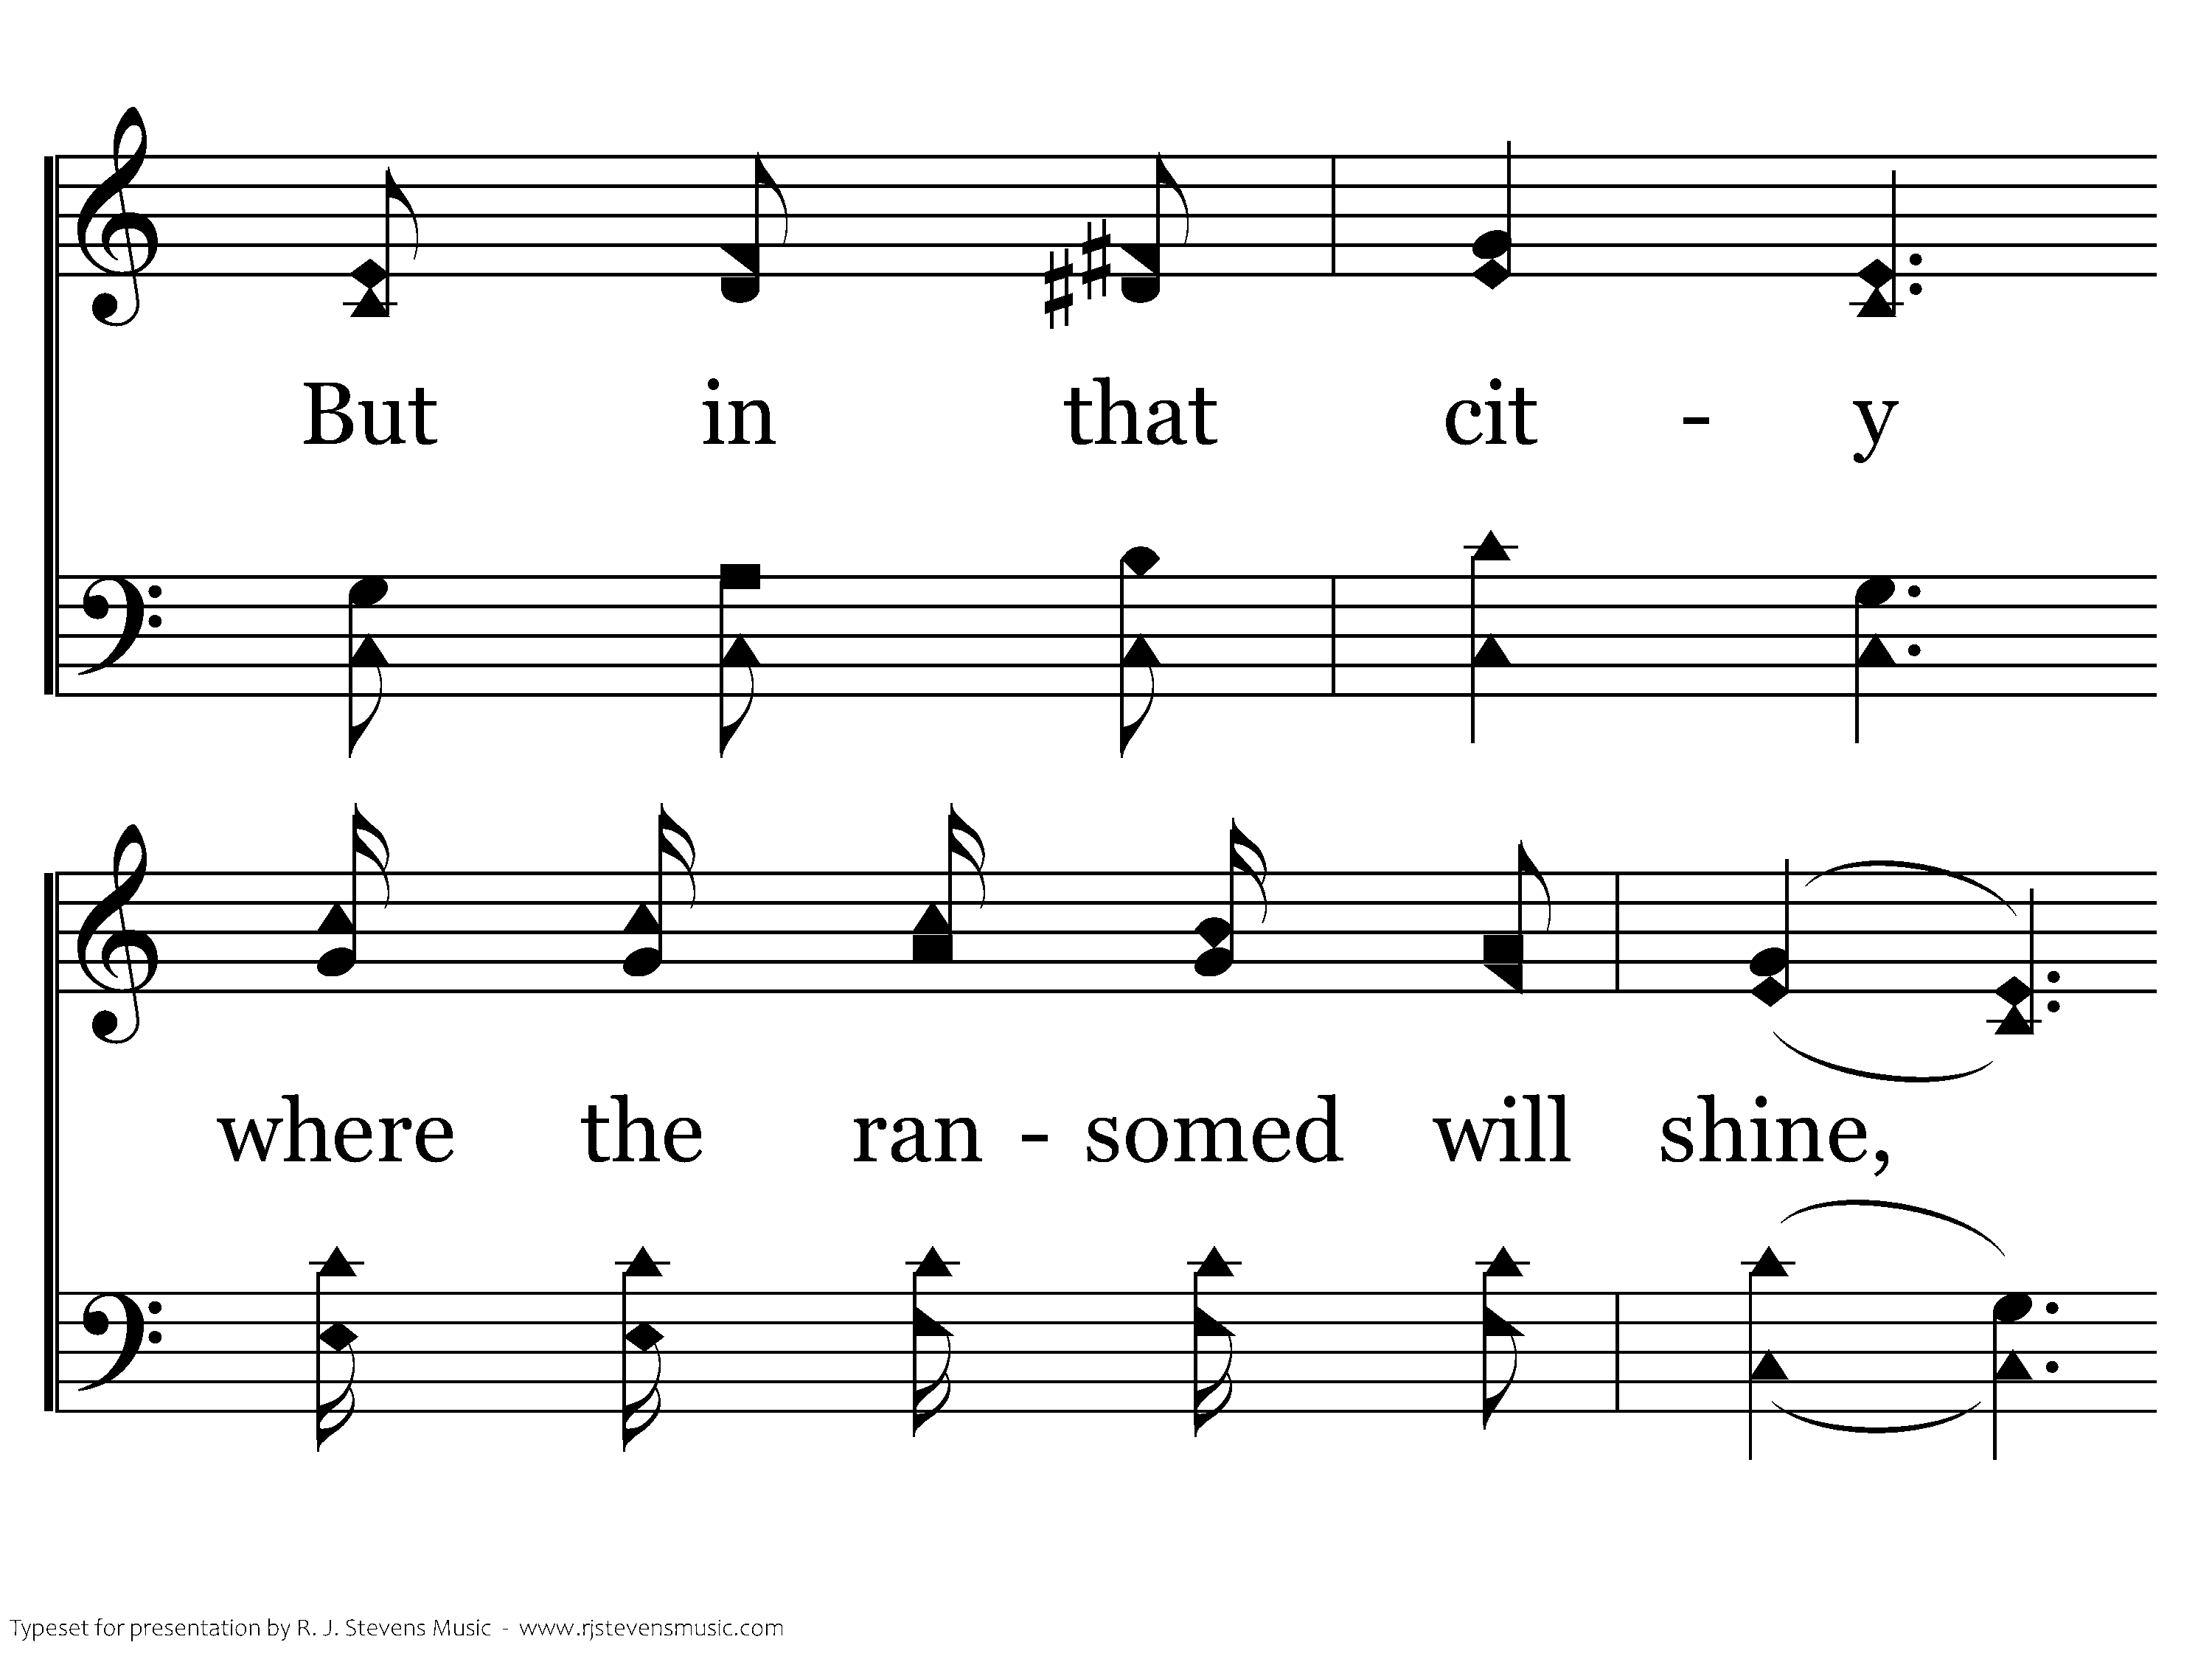 But in that cit - y
where the ran - somed will shine,
Typeset for presentation by R. J. Stevens Music - www.rjstevensmusic.com